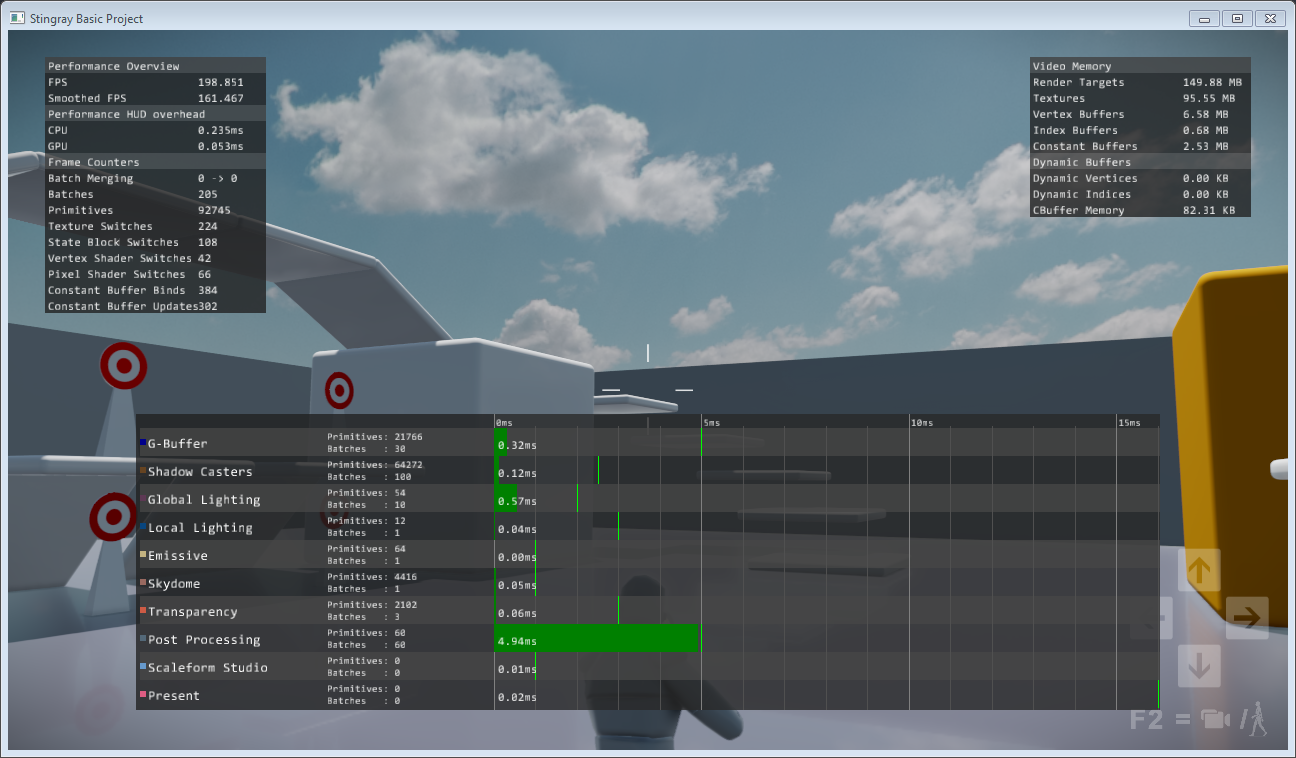 Stingray Basic Project
Performance Overview
FPS 198.851
Smoothed FPS 161.467
Performance HUD overhead
CPU 0.235ms
GPU 0.053ms
Frame Counters
Batch Merging 0 -> 0
Batches 205
Primitives 92745
Texture Switches 224
State Block Switches 108
Vertex Shader Switches 42
Pixel Shader Switches 66
Constant Buffer Binds 384
Constant Buffer Updates302
Video Memory
Render Targets 149.88 MB
Textures 95.55 MB
Vertex Buffers 6.58 MB
Index Buffers 0.68 MB
Constant Buffers 2.53 MB
Dynamic Buffers
Dynamic Vertices 0.00 KB
Dynamic Indices 0.00 KB
CBuffer Memory 82.31 KB
0ms 5ms 10ms 15ms
G-Buffer Primitives: 21766 0.32ms
Batches : 30
Shadow Casters Primitives: 64272 0.12ms
Batches : 100
Global Lighting Primitives: 54 0.57ms
Batches : 10
Local Lighting Primitives: 12 0.04ms
Batches : 1
Emissive Primitives: 64 0.00ms
Batches : 1
Skydome Primitives: 4416 0.05ms
Batches : 1
Transparency Primitives: 2102 0.06ms
Batches : 3
Post Processing Primitives: 60 4.94ms
Batches : 60
Scaleform Studio Primitives: 0 0.01ms
Batches : 0
Present Primitives: 0 0.02ms
Batches : 0
F2 = /